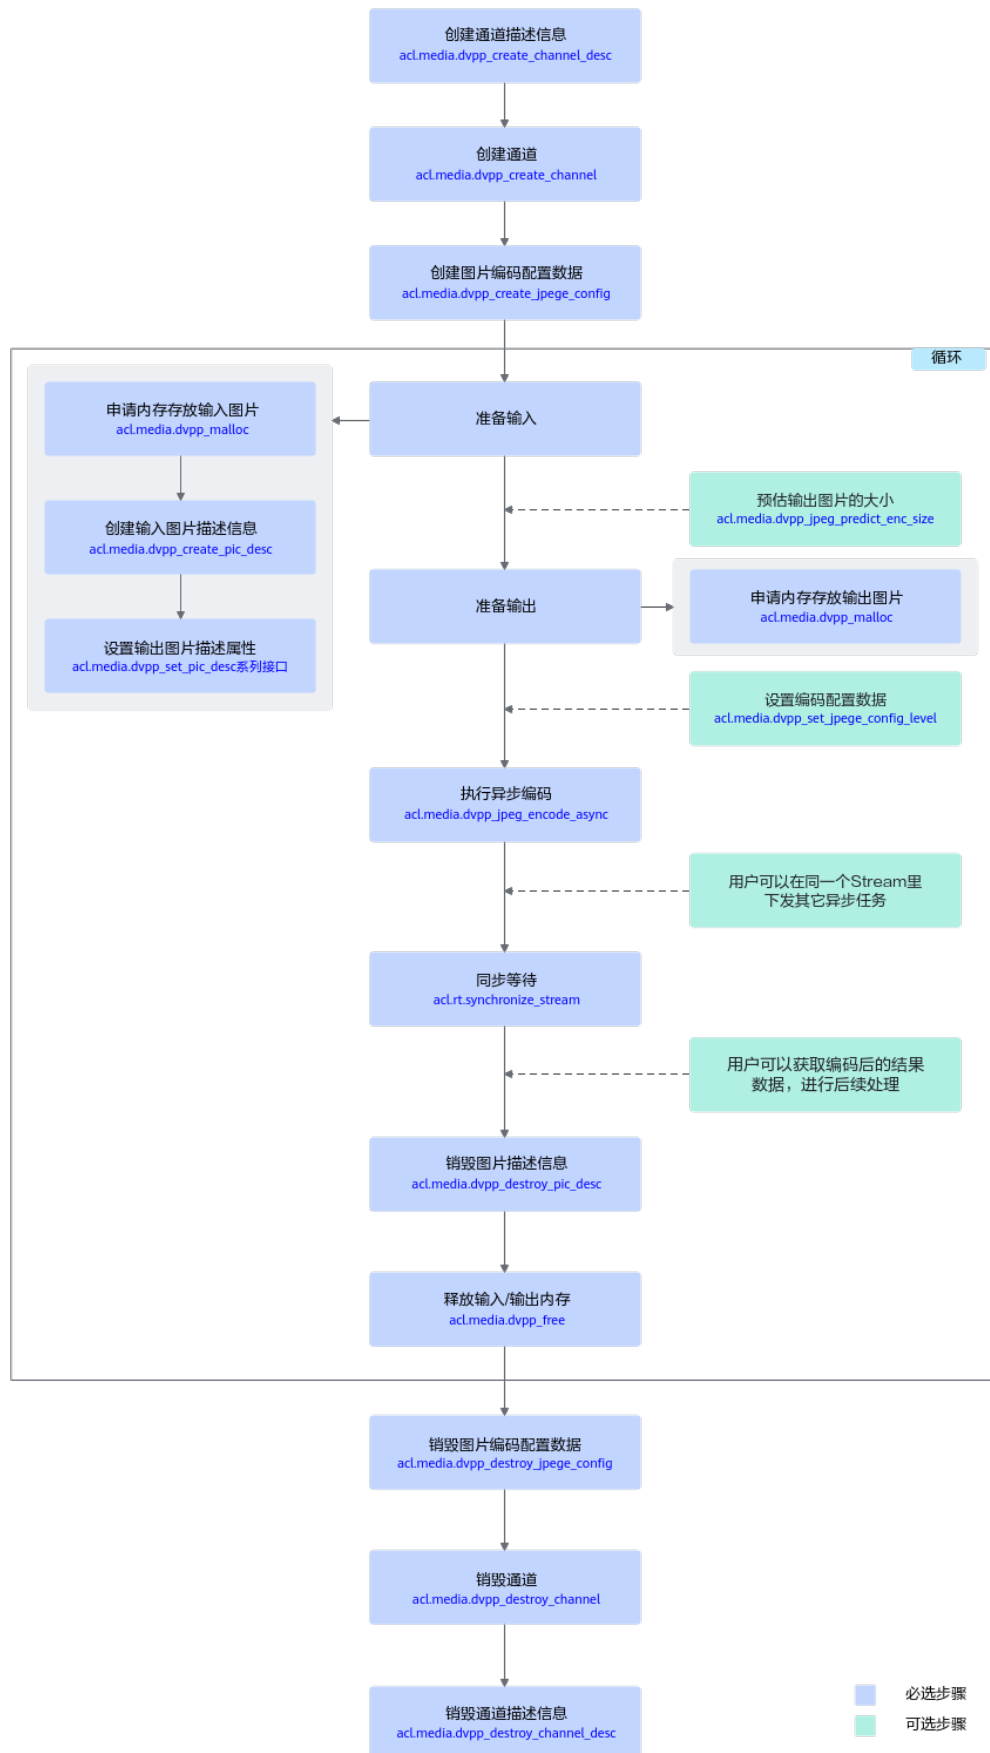 创建通道描述信息
acl.media.dvpp_create_channel_desc
创建通道
acl.media.dvpp_create_channel
创建图片编码配置数据
acl.media.dvpp_create_jpege_config
循环
准备输入
申请内存存放输入图片
acl.media.dvpp_malloc
创建输入图片描述信息
acl.media.dvpp_create_pic_desc
设置输出图片描述属性
acl.media.dvpp_set_pic_desc系列接口
预估输出图片的大小
acl.media.dvpp_jpeg_predict_enc_size
准备输出
申请内存存放输出图片
acl.media.dvpp_malloc
设置编码配置数据
acl.media.dvpp_set_jpege_config_level
执行异步编码
acl.media.dvpp_jpeg_encode_async
用户可以在同一个Stream里
下发其它异步任务
同步等待
acl.rt.synchronize_stream
用户可以获取编码后的结果
数据，进行后续处理
销毁图片描述信息
acl.media.dvpp_destroy_pic_desc
释放输入/输出内存
acl.media.dvpp_free
销毁图片编码配置数据
acl.media.dvpp_destroy_jpege_config
销毁通道
acl.media.dvpp_destroy_channel
销毁通道描述信息
acl.media.dvpp_destroy_channel_desc
必选步骤
可选步骤